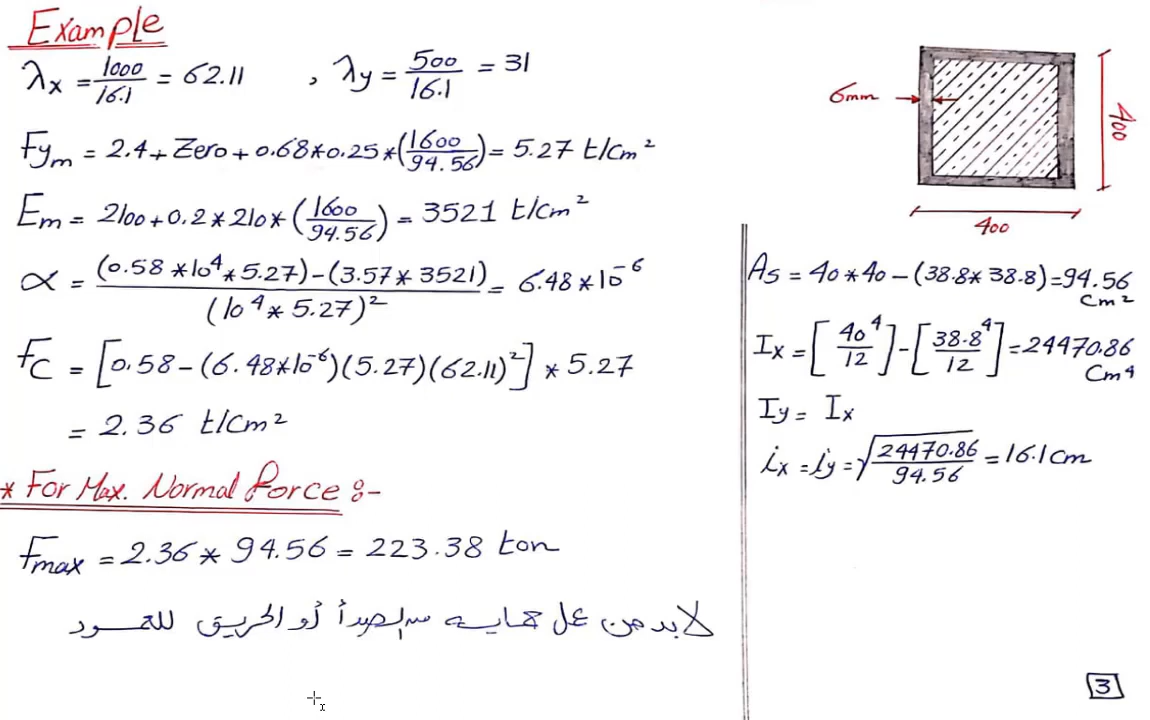 Example
λx = 1000/16.1 = 62.11 , λy = 500/16.1 = 31
Fym = 2.4 + Zero + 0.68*0.25*(1600/94.56) = 5.27 t/cm²
Em = 2100 + 0.2*210*(1600/94.56) = 3521 t/cm²
α = (0.58*10⁴*5.27)-(3.57*3521)/(10⁴*5.27)² = 6.48*10⁻⁶
FC = [0.58-(6.48*10⁻⁶)(5.27)(62.11)²] * 5.27
= 2.36 t/cm²
* For Max. Normal Force :-
Fmax = 2.36 * 94.56 = 223.38 ton
لابد من عمل حمايه من الصدأ أو الحريق للعمود
6mm
400
400
As = 40*40-(38.8*38.8) = 94.56 cm²
Ix = [40⁴/12]-[38.8⁴/12] = 24470.86 cm⁴
Iy = Ix
ix = iy = √24470.86/94.56 = 16.1 cm
3